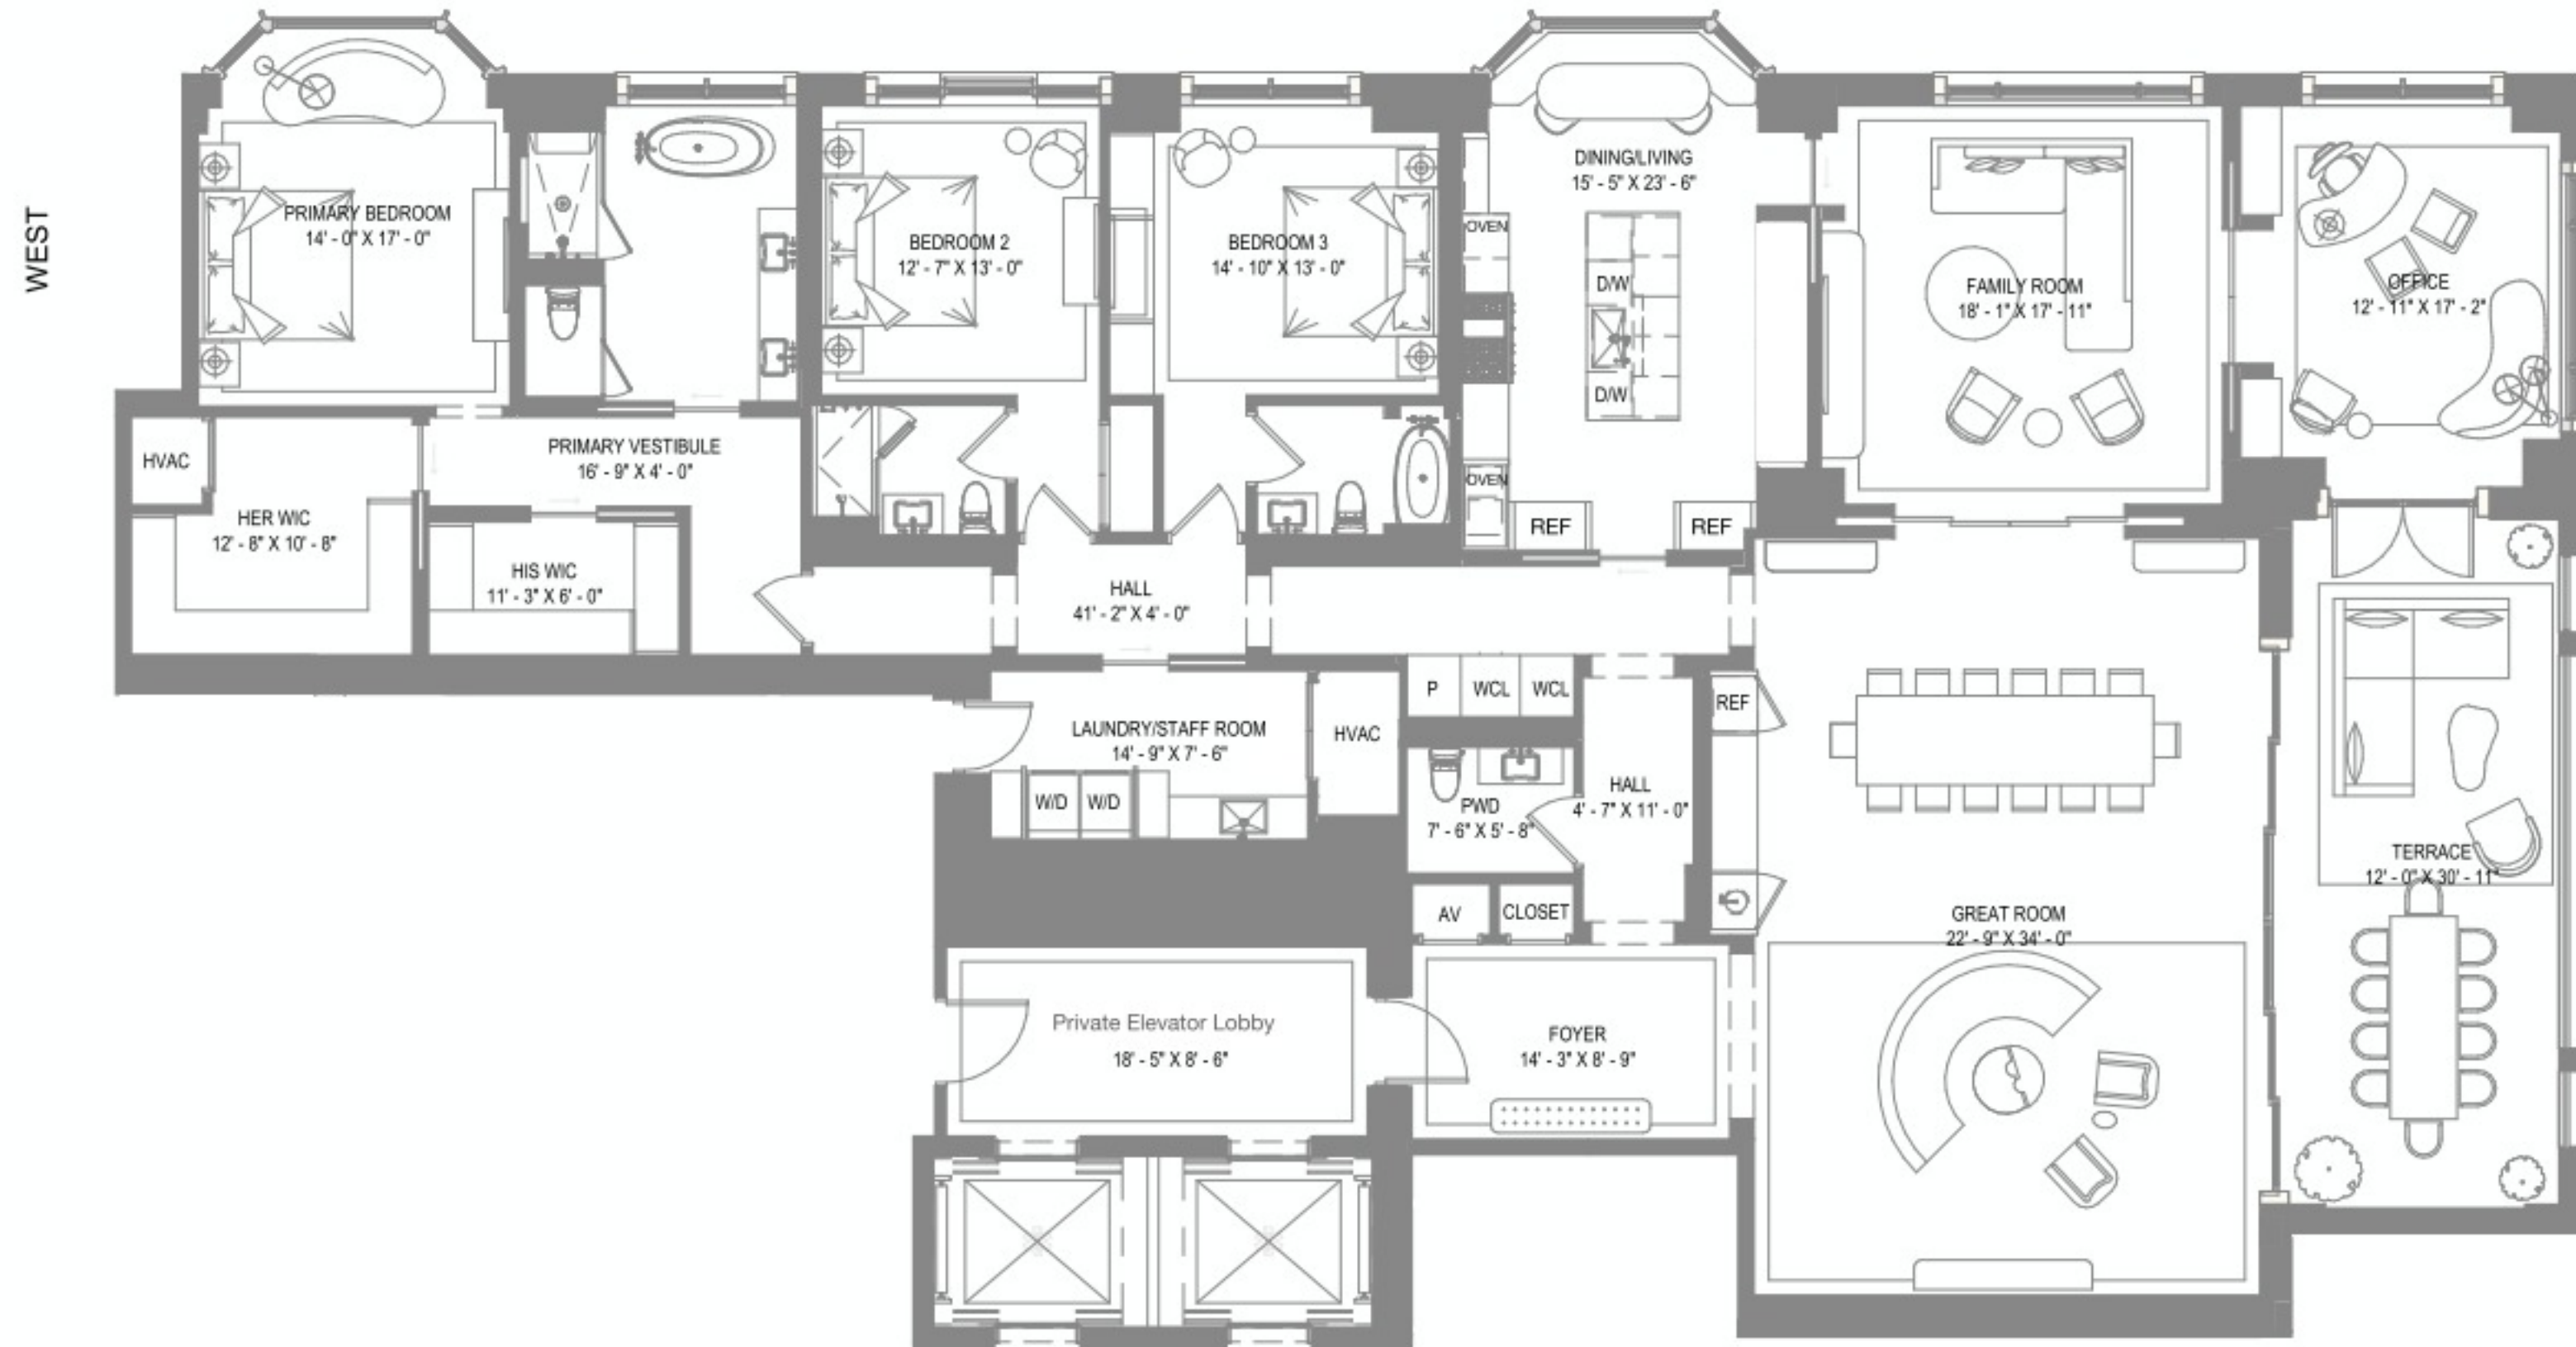 WEST
PRIMARY BEDROOM
14' - 0" X 17' - 0"
BEDROOM 2
12' - 7" X 13' - 0"
BEDROOM 3
14' - 10" X 13' - 0"
DINING/LIVING
15' - 5" X 23' - 6"
OVEN
D/W
D/W
OVEN
REF
REF
FAMILY ROOM
18' - 1" X 17' - 11"
OFFICE
12' - 11" X 17' - 2"
HVAC
PRIMARY VESTIBULE
16' - 9" X 4' - 0"
HER WIC
12' - 8" X 10' - 8"
HIS WIC
11' - 3" X 6' - 0"
HALL
41' - 2" X 4' - 0"
LAUNDRY/STAFF ROOM
14' - 9" X 7' - 6"
W/D
W/D
HVAC
P
WCL
WCL
REF
PWD
7' - 6" X 5' - 8"
HALL
4' - 7" X 11' - 0"
AV
CLOSET
TERRACE
12' - 0" X 30' - 11"
GREAT ROOM
22' - 9" X 34' - 0"
Private Elevator Lobby
18' - 5" X 8' - 6"
FOYER
14' - 3" X 8' - 9"